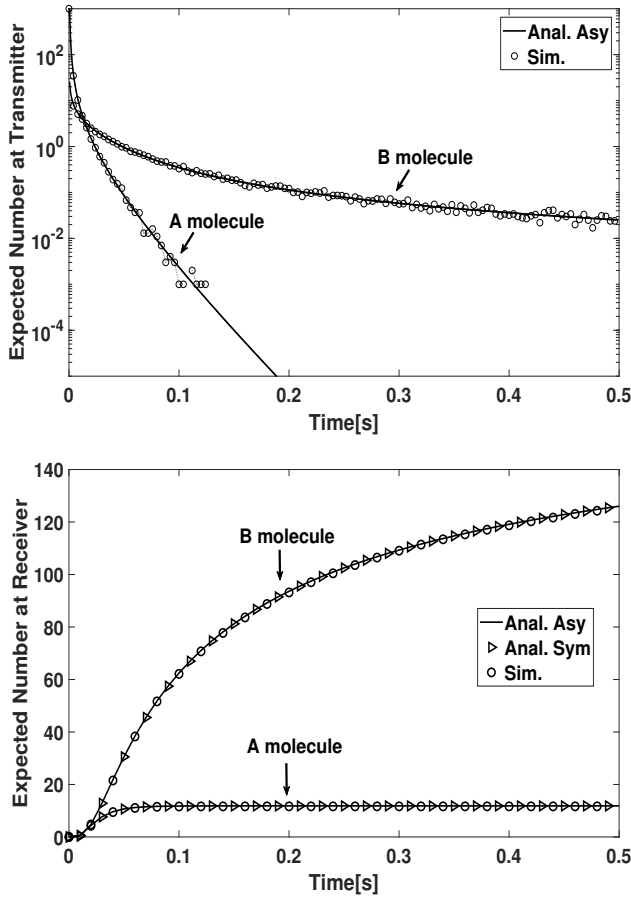 Expected Number at Transmitter
10^2
10^0
10^-2
10^-4
Anal. Asy
Sim.
B molecule
A molecule
0 0.1 0.2 0.3 0.4 0.5
Time[s]
Expected Number at Receiver
140
120
100
80
60
40
20
0
B molecule
Anal. Asy
Anal. Sym
Sim.
A molecule
0 0.1 0.2 0.3 0.4 0.5
Time[s]